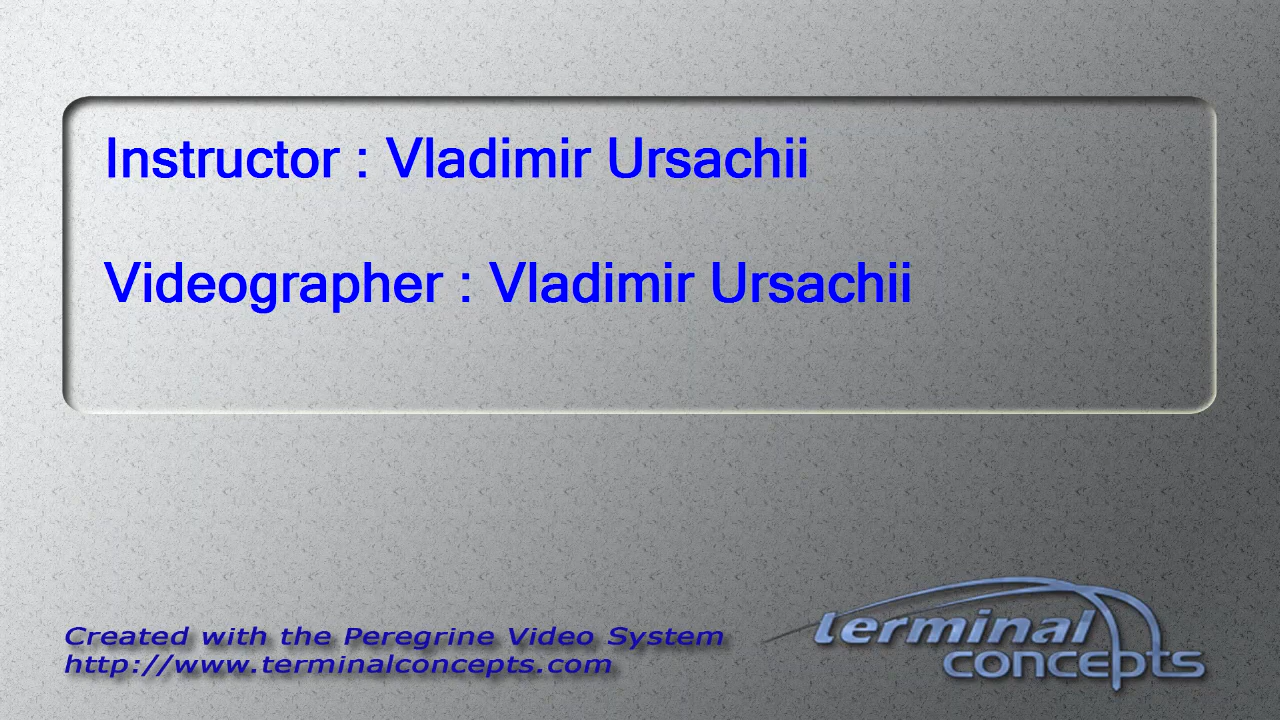 Instructor : Vladimir Ursachii
Videographer : Vladimir Ursachii
Created with the Peregrine Video System
http://www.terminalconcepts.com
terminal
concepts